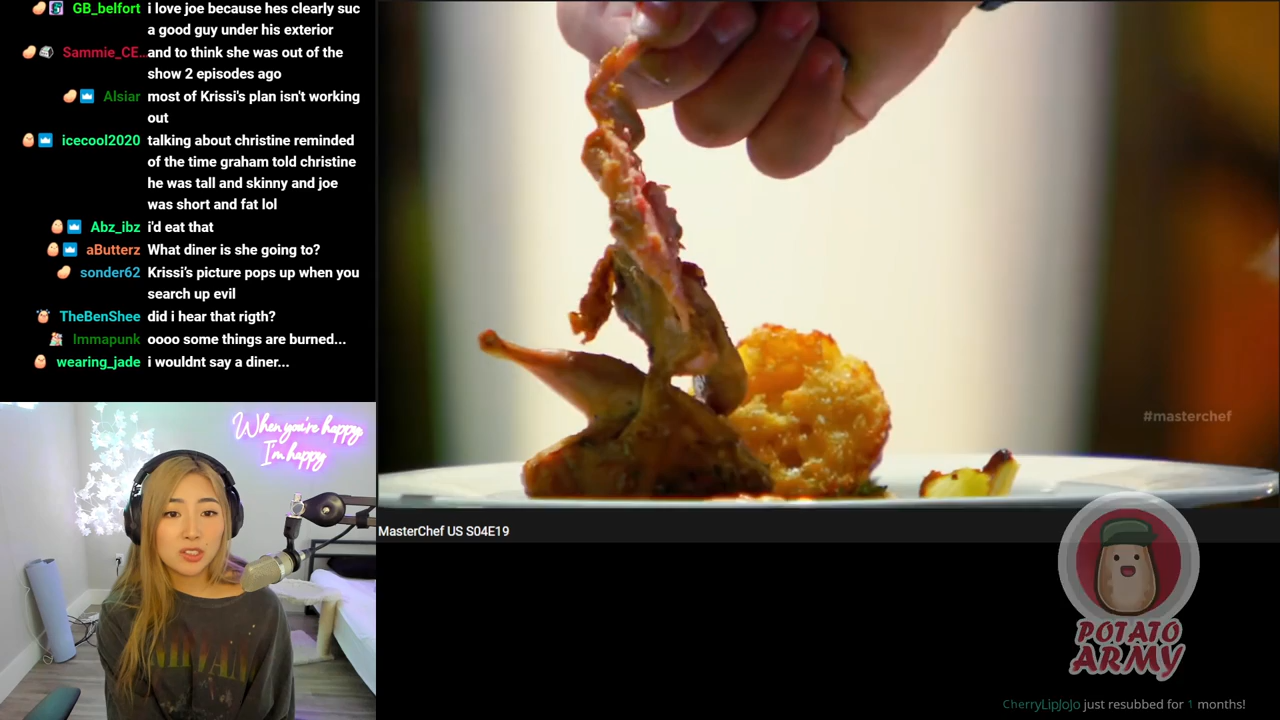 GB_belfort i love joe because hes clearly suc
a good guy under his exterior
Sammie_CE... and to think she was out of the
show 2 episodes ago
Alsiar most of Krissi's plan isn't working
out
icecool2020 talking about christine reminded
of the time graham told christine
he was tall and skinny and joe
was short and fat lol
Abz_ibz i'd eat that
aButterz What diner is she going to?
sonder62 Krissi’s picture pops up when you
search up evil
TheBenShee did i hear that rigth?
Immapunk oooo some things are burned...
wearing_jade i wouldnt say a diner...
When you're happy,
I'm happy
#masterchef
MasterChef US S04E19
POTATO
ARMY
CherryLipJoJo just resubbed for 1 months!